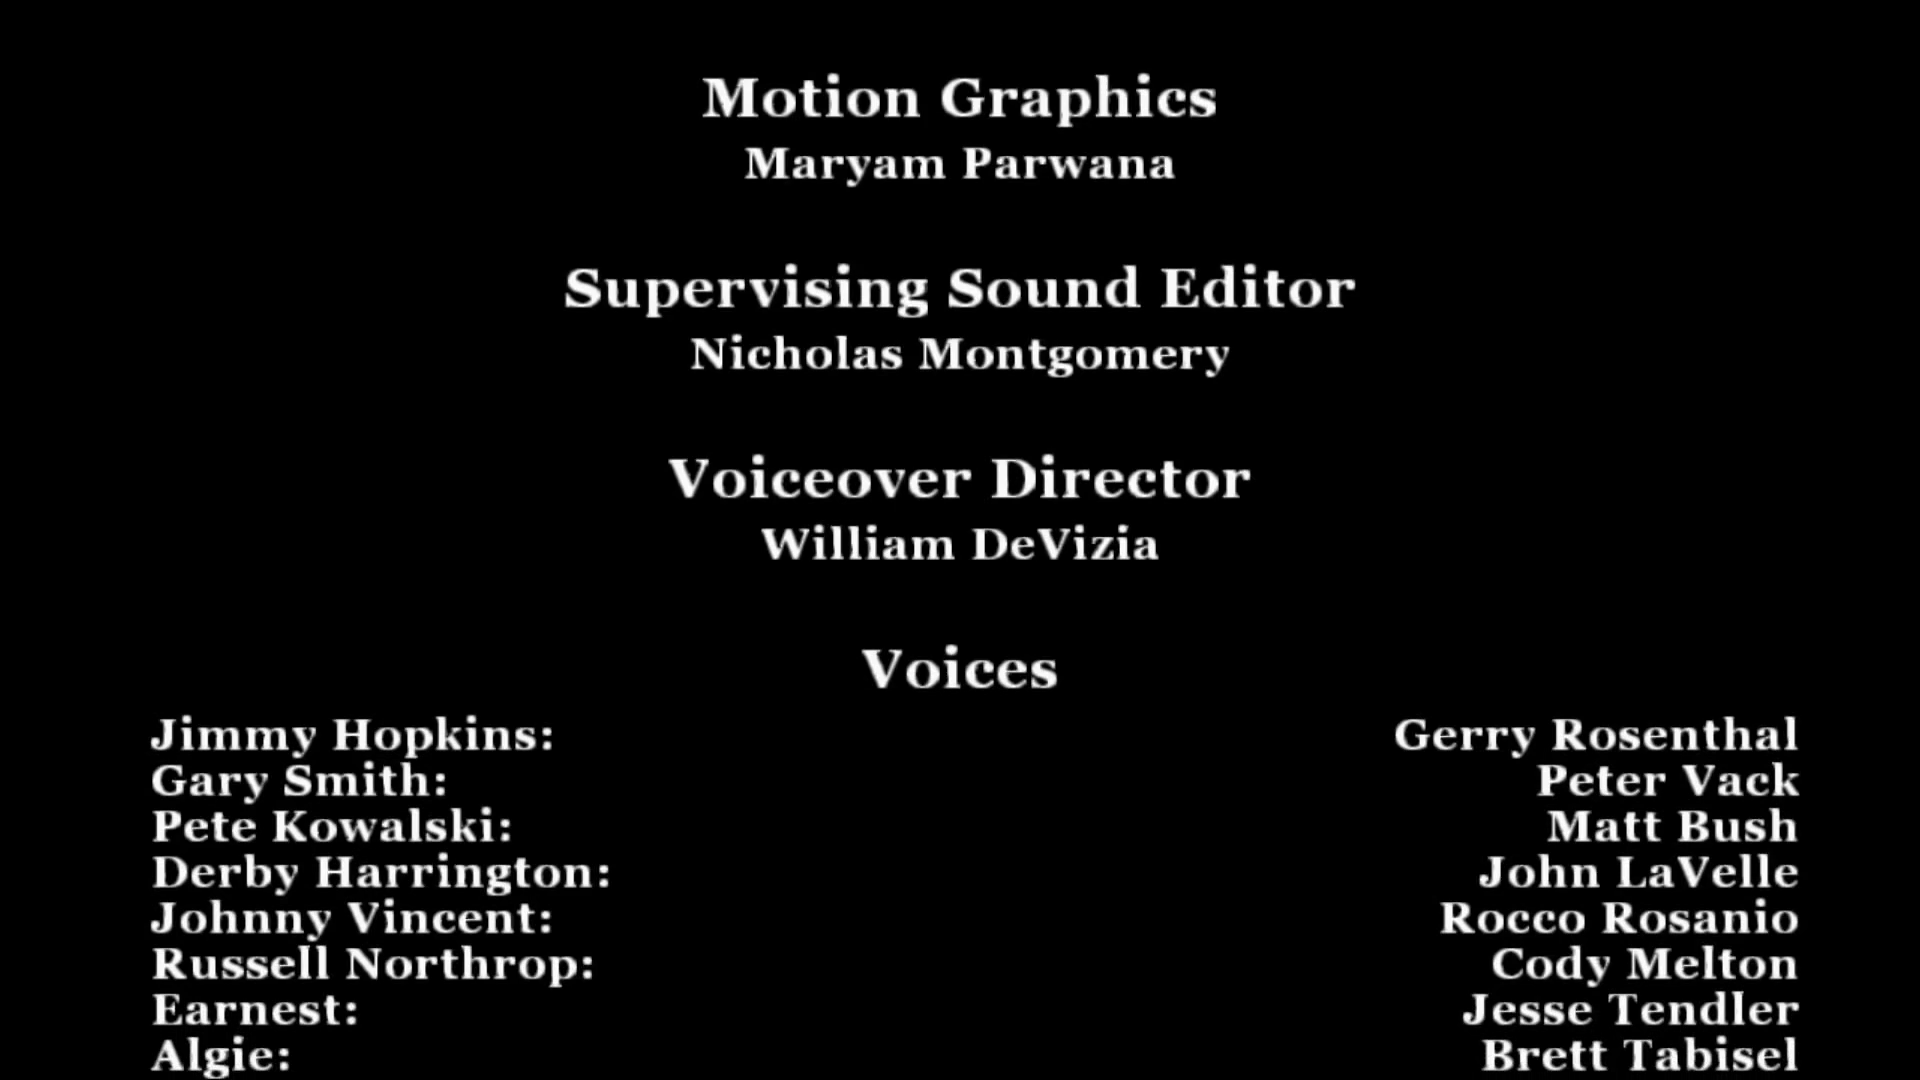 Motion Graphics
Maryam Parwana
Supervising Sound Editor
Nicholas Montgomery
Voiceover Director
William DeVizia
Voices
Jimmy Hopkins: Gerry Rosenthal
Gary Smith: Peter Vack
Pete Kowalski: Matt Bush
Derby Harrington: John LaVelle
Johnny Vincent: Rocco Rosanio
Russell Northrop: Cody Melton
Earnest: Jesse Tendler
Algie: Brett Tabisel